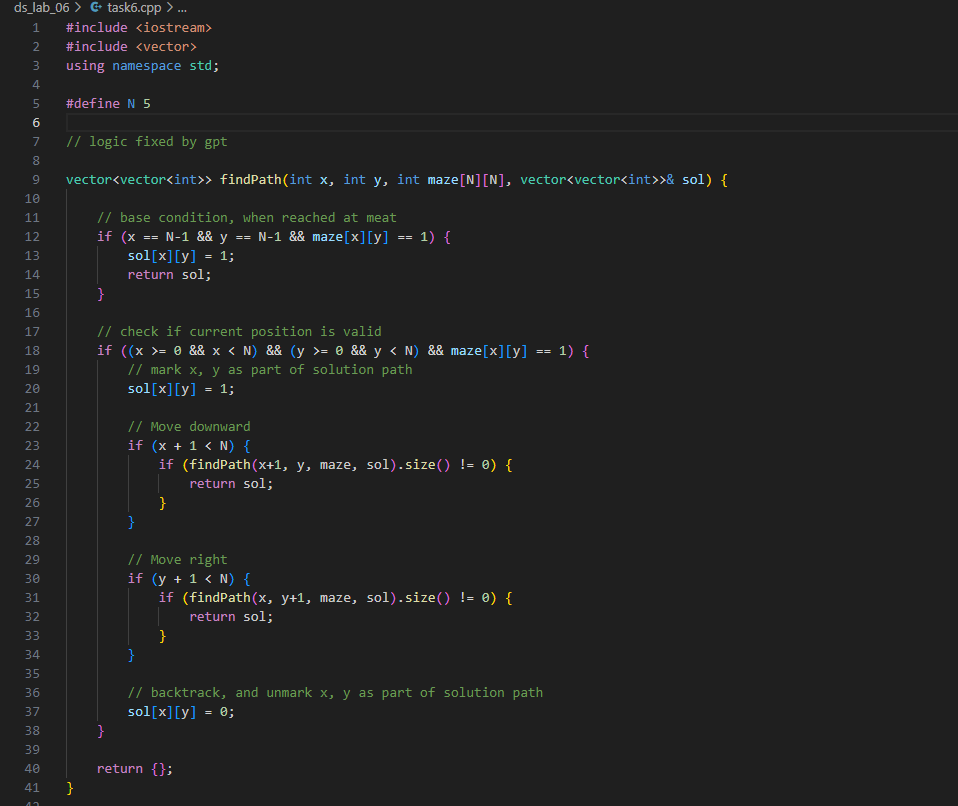 ds_lab_06 > task6.cpp > ...
1 #include <iostream>
2 #include <vector>
3 using namespace std;
4
5 #define N 5
6
7 // logic fixed by gpt
8
9 vector<vector<int>> findPath(int x, int y, int maze[N][N], vector<vector<int>>& sol) {
10
11     // base condition, when reached at meat
12     if (x == N-1 && y == N-1 && maze[x][y] == 1) {
13         sol[x][y] = 1;
14         return sol;
15     }
16
17     // check if current position is valid
18     if ((x >= 0 && x < N) && (y >= 0 && y < N) && maze[x][y] == 1) {
19         // mark x, y as part of solution path
20         sol[x][y] = 1;
21
22         // Move downward
23         if (x + 1 < N) {
24             if (findPath(x+1, y, maze, sol).size() != 0) {
25                 return sol;
26             }
27         }
28
29         // Move right
30         if (y + 1 < N) {
31             if (findPath(x, y+1, maze, sol).size() != 0) {
32                 return sol;
33             }
34         }
35
36         // backtrack, and unmark x, y as part of solution path
37         sol[x][y] = 0;
38     }
39
40     return {};
41 }